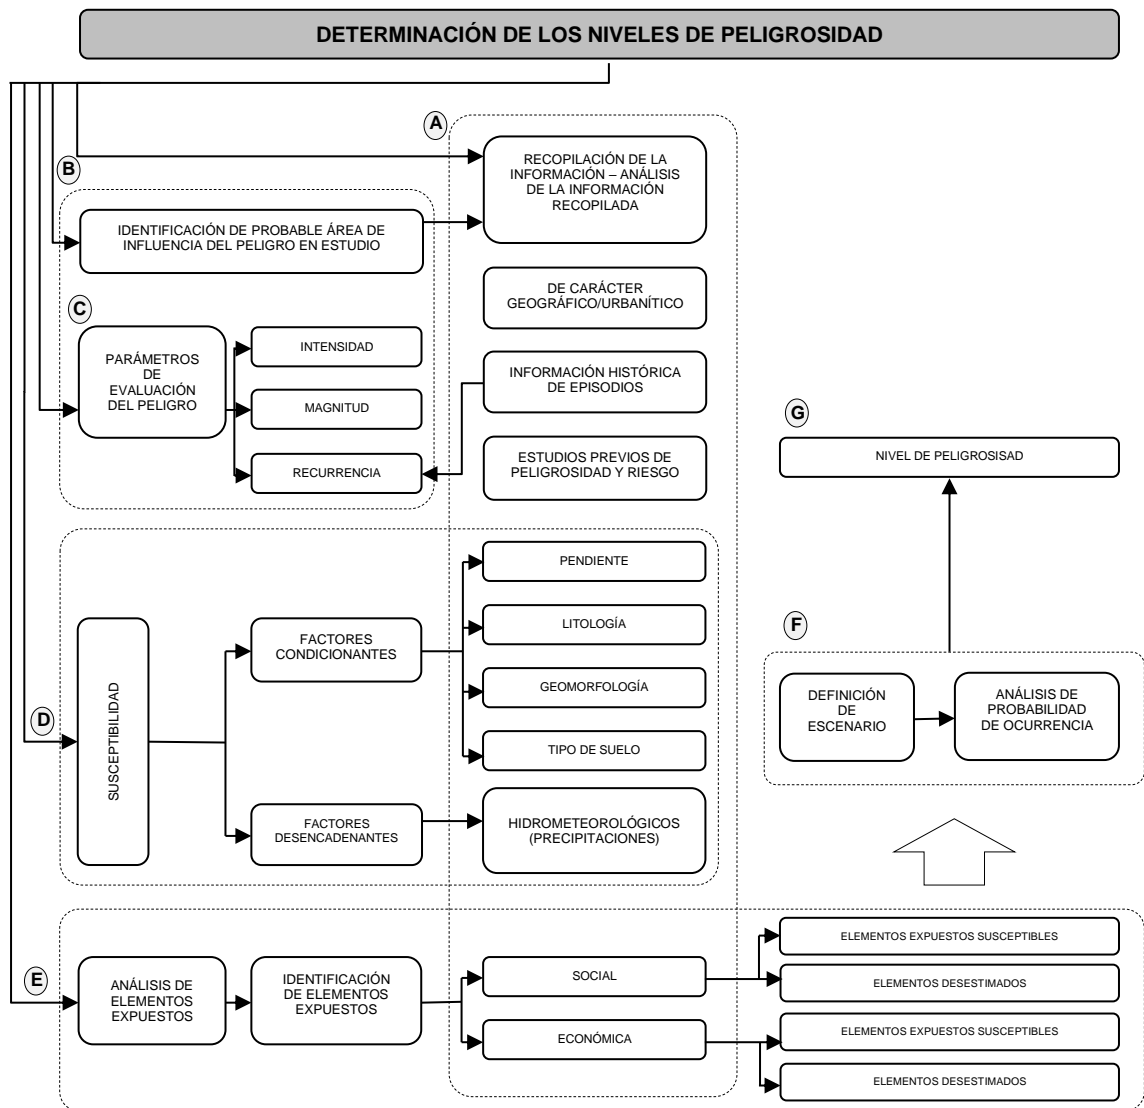 DETERMINACIÓN DE LOS NIVELES DE PELIGROSIDAD
A
RECOPILACIÓN DE LA
INFORMACIÓN – ANÁLISIS
DE LA INFORMACIÓN
RECOPILADA
B
IDENTIFICACIÓN DE PROBABLE ÁREA DE
INFLUENCIA DEL PELIGRO EN ESTUDIO
DE CARÁCTER
GEOGRÁFICO/URBANÍTICO
C
PARÁMETROS
DE
EVALUACIÓN
DEL PELIGRO
INTENSIDAD
MAGNITUD
RECURRENCIA
INFORMACIÓN HISTÓRICA
DE EPISODIOS
ESTUDIOS PREVIOS
DE PELIGROSIDAD Y RIESGO
G
NIVEL DE PELIGROSISAD
D
SUSCEPTIBILIDAD
FACTORES
CONDICIONANTES
PENDIENTE
LITOLOGÍA
GEOMORFOLOGÍA
TIPO DE SUELO
FACTORES
DESENCADENANTES
HIDROMETEOROLÓGICOS
(PRECIPITACIONES)
F
DEFINICIÓN
DE
ESCENARIO
ANÁLISIS DE
PROBABILIDAD
DE OCURRENCIA
E
ANÁLISIS DE
ELEMENTOS
EXPUESTOS
IDENTIFICACIÓN
DE ELEMENTOS
EXPUESTOS
SOCIAL
ECONÓMICA
ELEMENTOS EXPUESTOS SUSCEPTIBLES
ELEMENTOS DESESTIMADOS
ELEMENTOS EXPUESTOS SUSCEPTIBLES
ELEMENTOS DESESTIMADOS